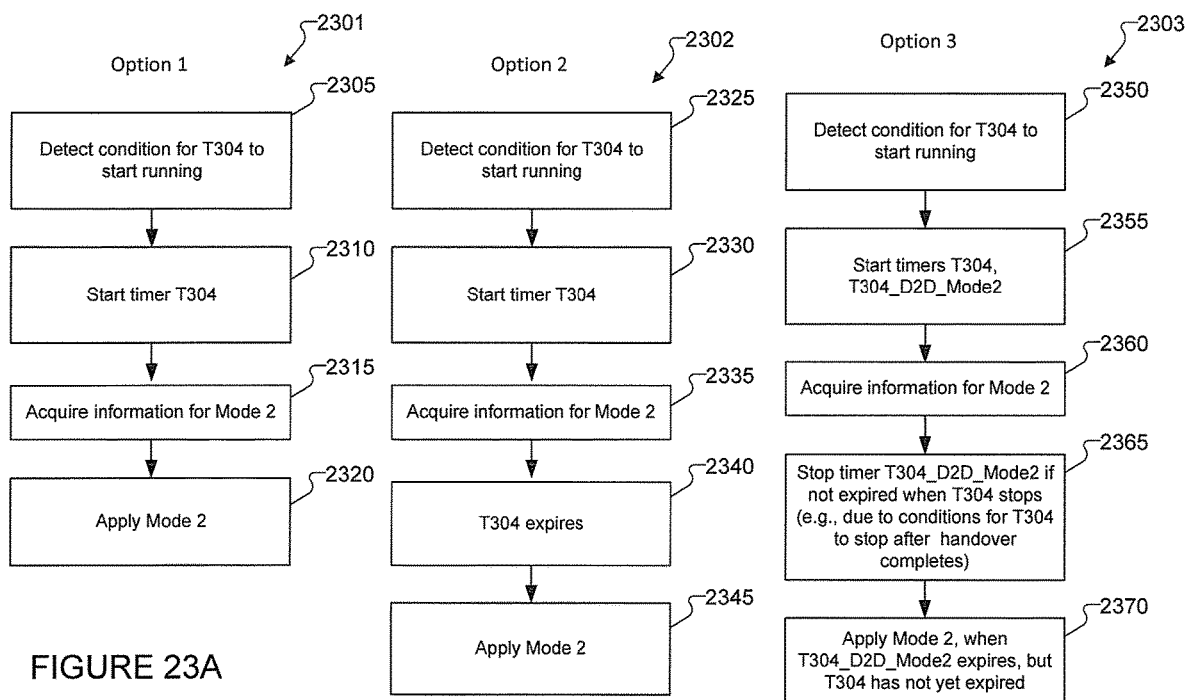 Option 1
2301
2305
Detect condition for T304 to
start running
2310
Start timer T304
2315
Acquire information for Mode 2
2320
Apply Mode 2
Option 2
2302
2325
Detect condition for T304 to
start running
2330
Start timer T304
2335
Acquire information for Mode 2
2340
T304 expires
2345
Apply Mode 2
Option 3
2303
2350
Detect condition for T304 to
start running
2355
Start timers T304,
T304_D2D_Mode2
2360
Acquire information for Mode 2
2365
Stop timer T304_D2D_Mode2 if
not expired when T304 stops
(e.g., due to conditions for T304
to stop after handover
completes)
2370
Apply Mode 2, when
T304_D2D_Mode2 expires, but
T304 has not yet expired
FIGURE 23A